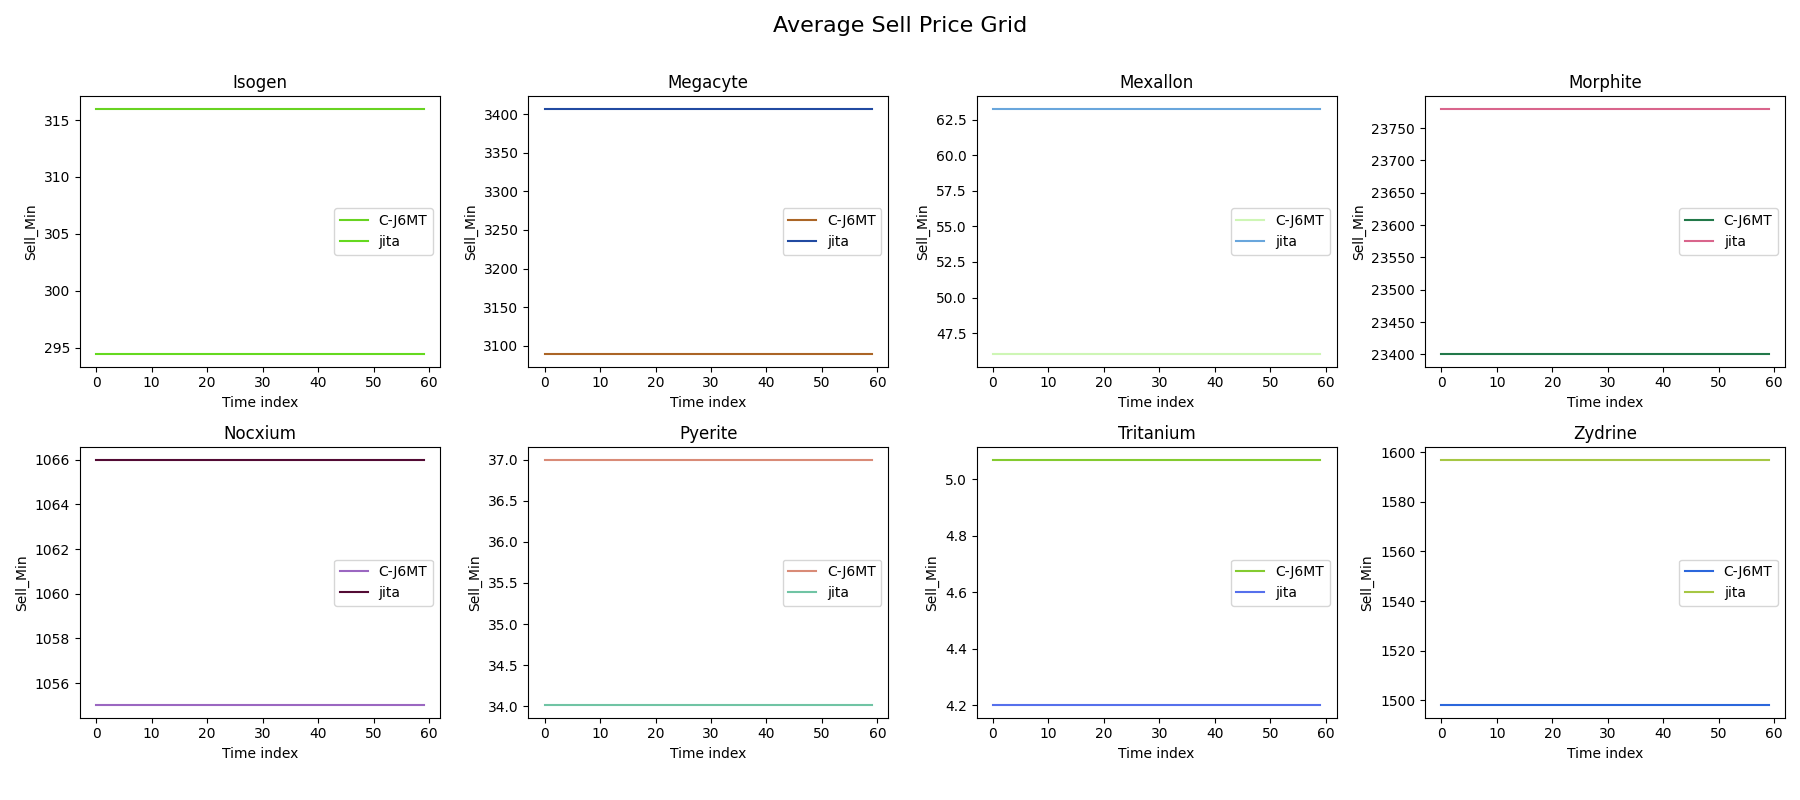 Average Sell Price Grid
Isogen
Sell_Min
315
310
305
300
295
C-J6MT
jita
0 10 20 30 40 50 60
Time index
Megacyte
Sell_Min
3400
3350
3300
3250
3200
3150
3100
C-J6MT
jita
0 10 20 30 40 50 60
Time index
Mexallon
Sell_Min
62.5
60.0
57.5
55.0
52.5
50.0
47.5
C-J6MT
jita
0 10 20 30 40 50 60
Time index
Morphite
Sell_Min
23750
23700
23650
23600
23550
23500
23450
23400
C-J6MT
jita
0 10 20 30 40 50 60
Time index
Nocxium
Sell_Min
1066
1064
1062
1060
1058
1056
C-J6MT
jita
0 10 20 30 40 50 60
Time index
Pyerite
Sell_Min
37.0
36.5
36.0
35.5
35.0
34.5
34.0
C-J6MT
jita
0 10 20 30 40 50 60
Time index
Tritanium
Sell_Min
5.0
4.8
4.6
4.4
4.2
C-J6MT
jita
0 10 20 30 40 50 60
Time index
Zydrine
Sell_Min
1600
1580
1560
1540
1520
1500
C-J6MT
jita
0 10 20 30 40 50 60
Time index